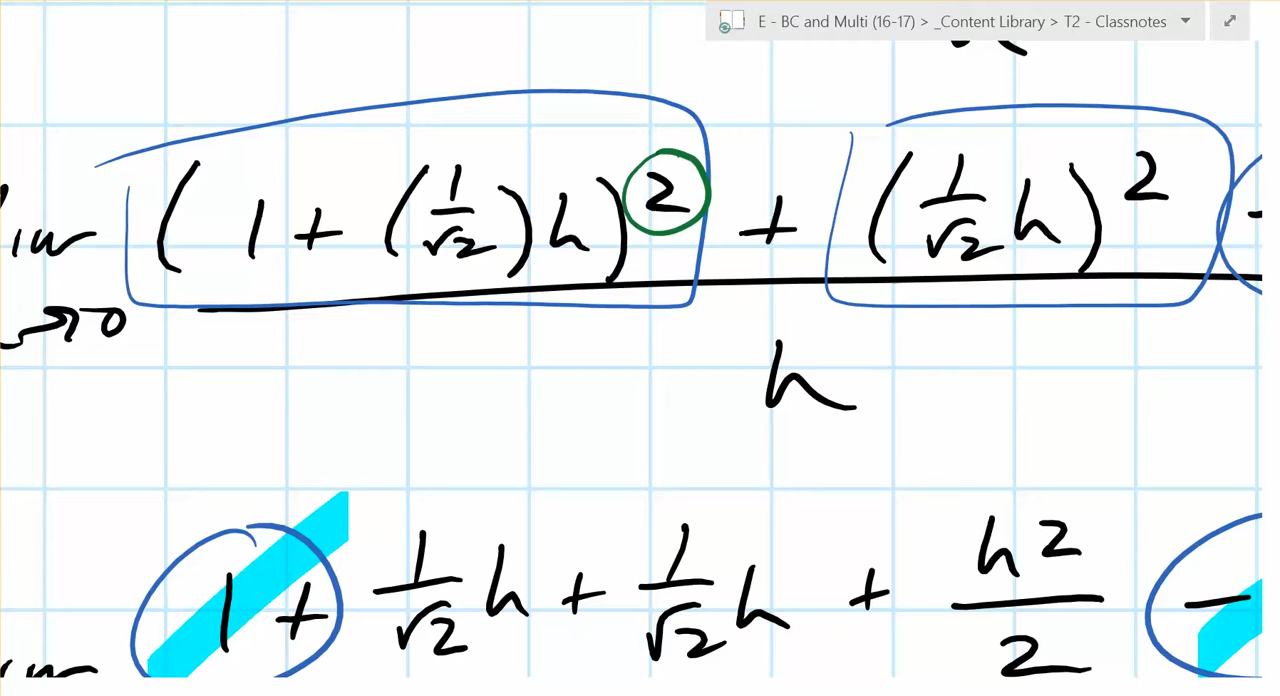 E - BC and Multi (16-17) > _Content Library > T2 - Classnotes
(1 + (1/√2)h)² + (1/√2 h)² -
→0
h
1 + 1/√2 h + 1/√2 h + h²/2 -